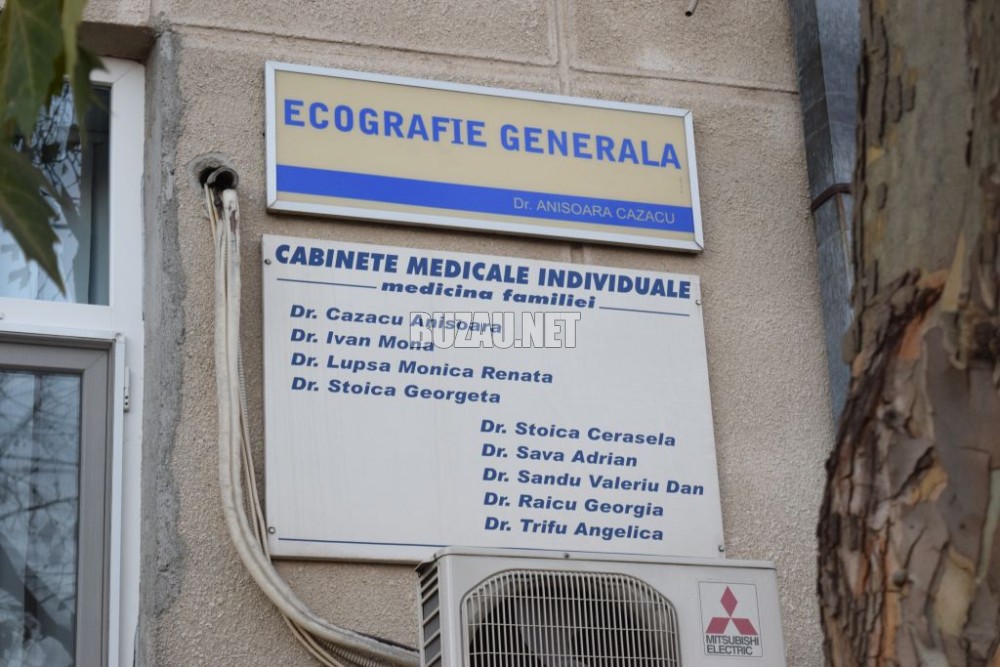 ECOGRAFIE GENERALA
Dr. ANISOARA CAZACU
CABINETE MEDICALE INDIVIDUALE
medicina familiei
Dr. Cazacu Anisoara
BUZAU.NET
Dr. Ivan Mona
Dr. Lupsa Monica Renata
Dr. Stoica Georgeta
Dr. Stoica Cerasela
Dr. Sava Adrian
Dr. Sandu Valeriu Dan
Dr. Raicu Georgia
Dr. Trifu Angelica
MITSUBISHI
ELECTRIC